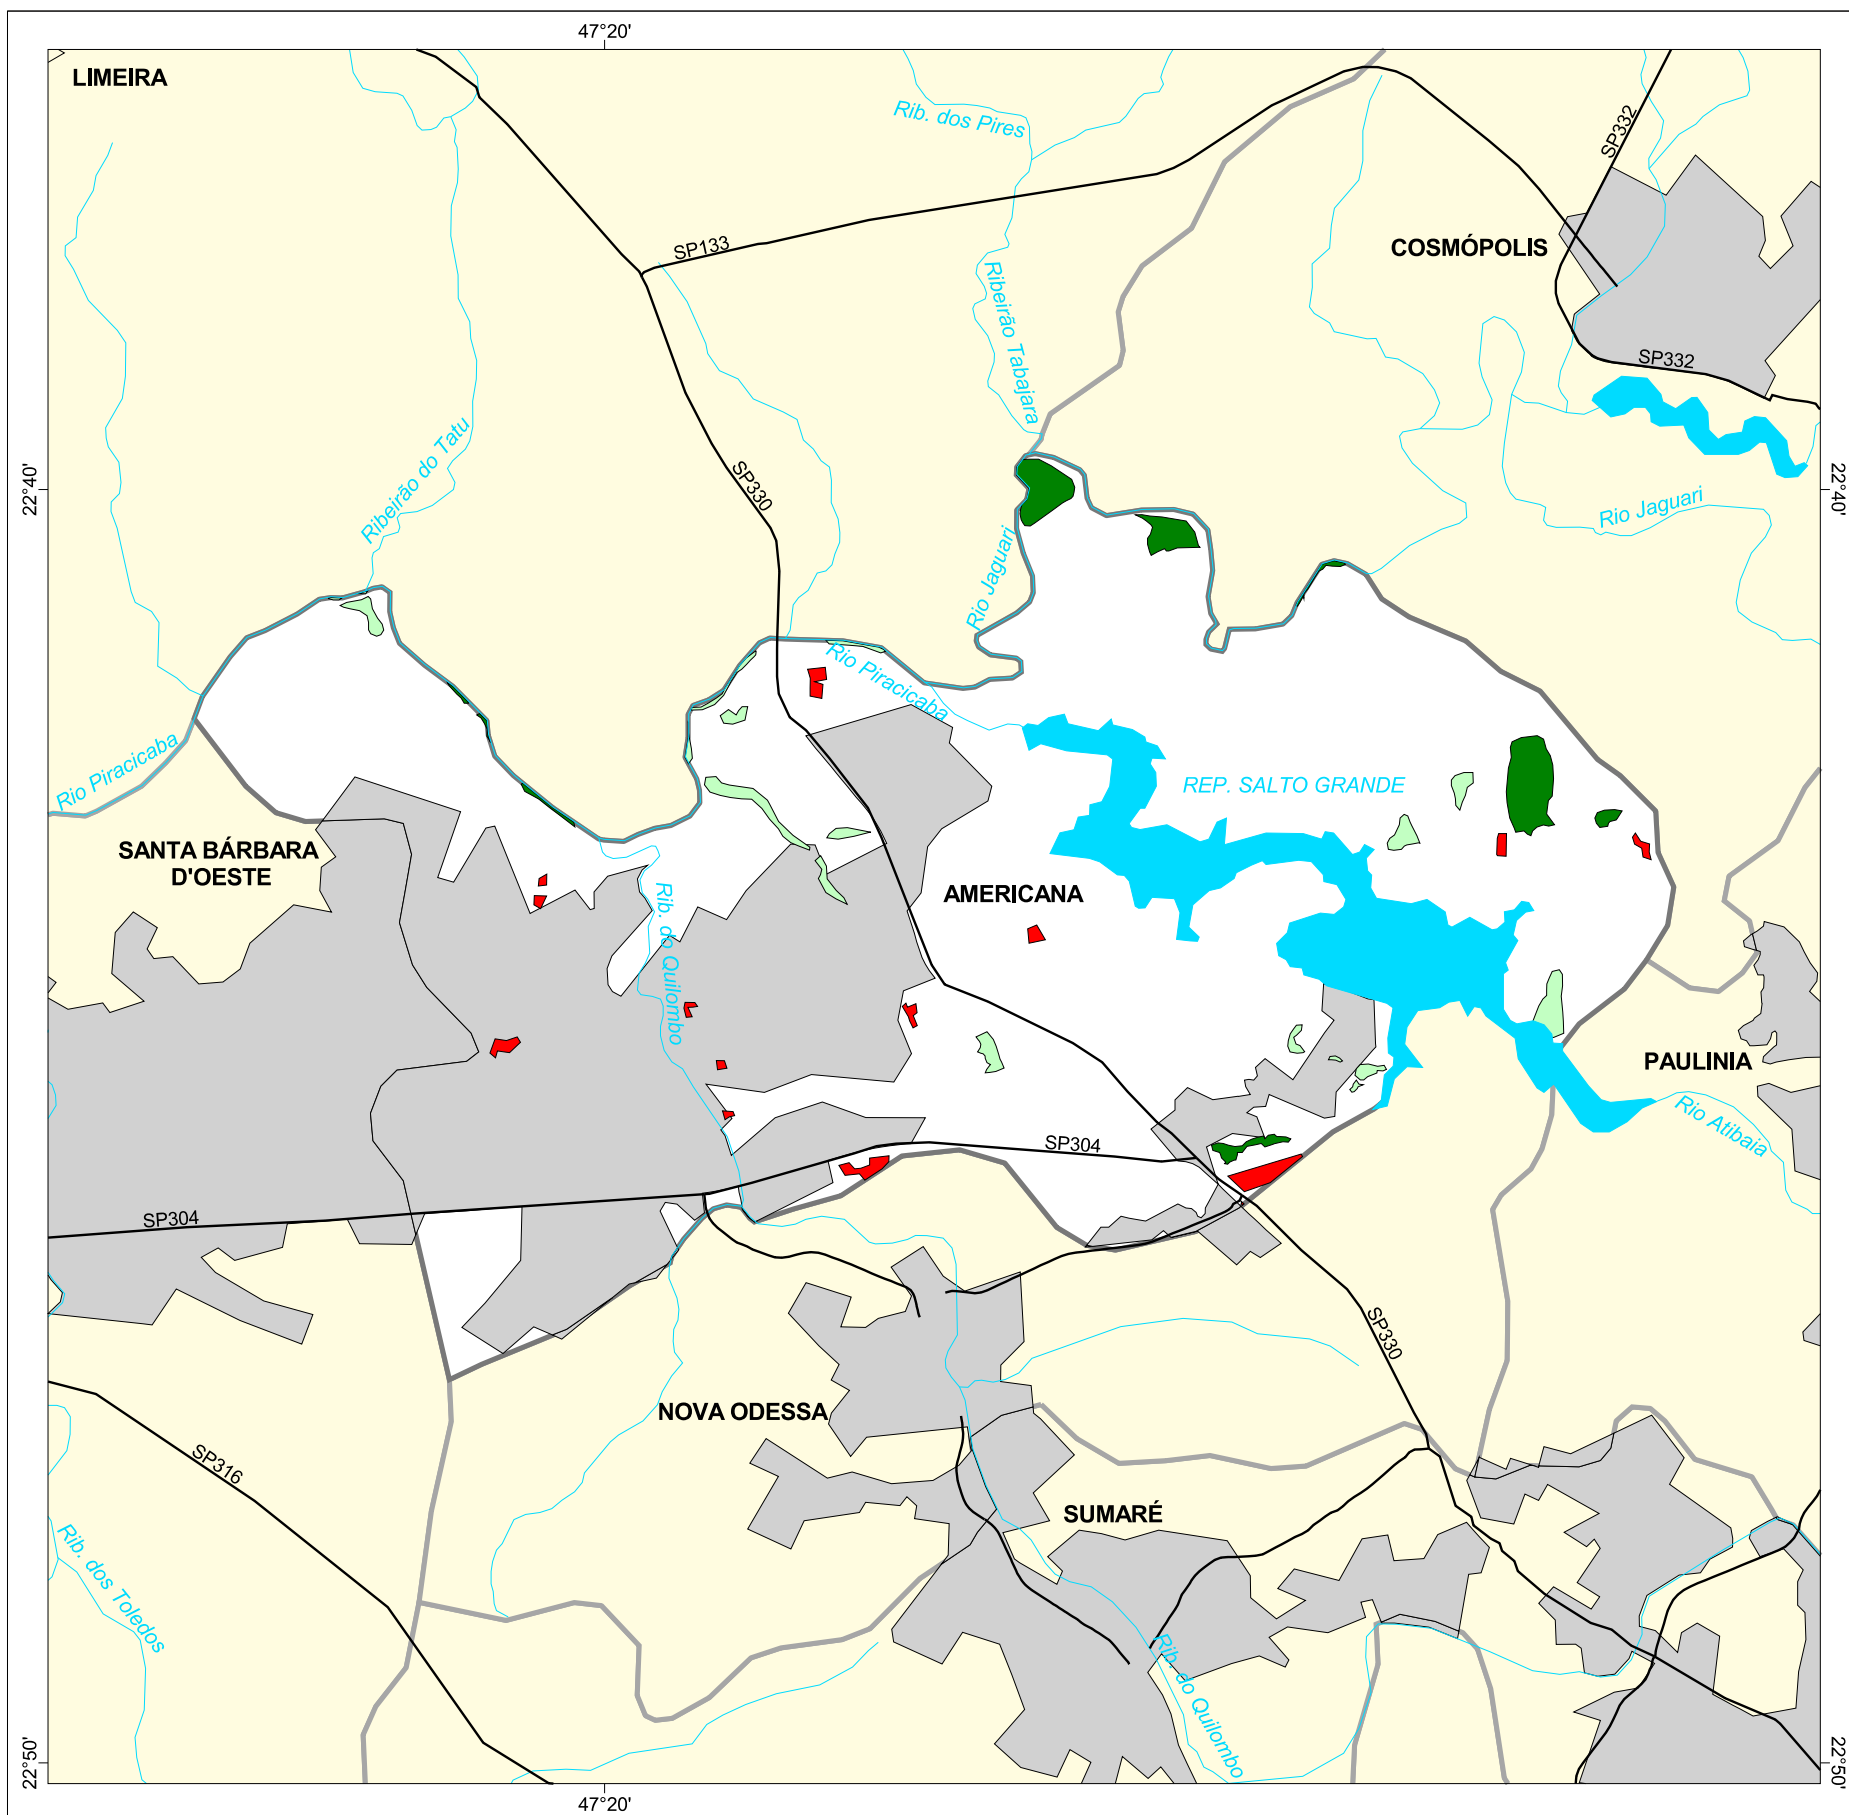 47°20'
LIMEIRA
Rib. dos Pires
SP332
SP133
COSMÓPOLIS
Ribeirão Tabajara
SP332
Ribeirão do Tatu
SP330
22°40'
22°40'
Rio Jaguari
Rio Jaguari
Rio Piracicaba
Rio Piracicaba
REP. SALTO GRANDE
SANTA BÁRBARA
D'OESTE
AMERICANA
Rib. do Quilombo
PAULINIA
Rio Atibaia
SP304
SP304
SP330
NOVA ODESSA
SP316
SUMARÉ
Rib. dos Toledos
Rib. do Quilombo
22°50'
22°50'
47°20'